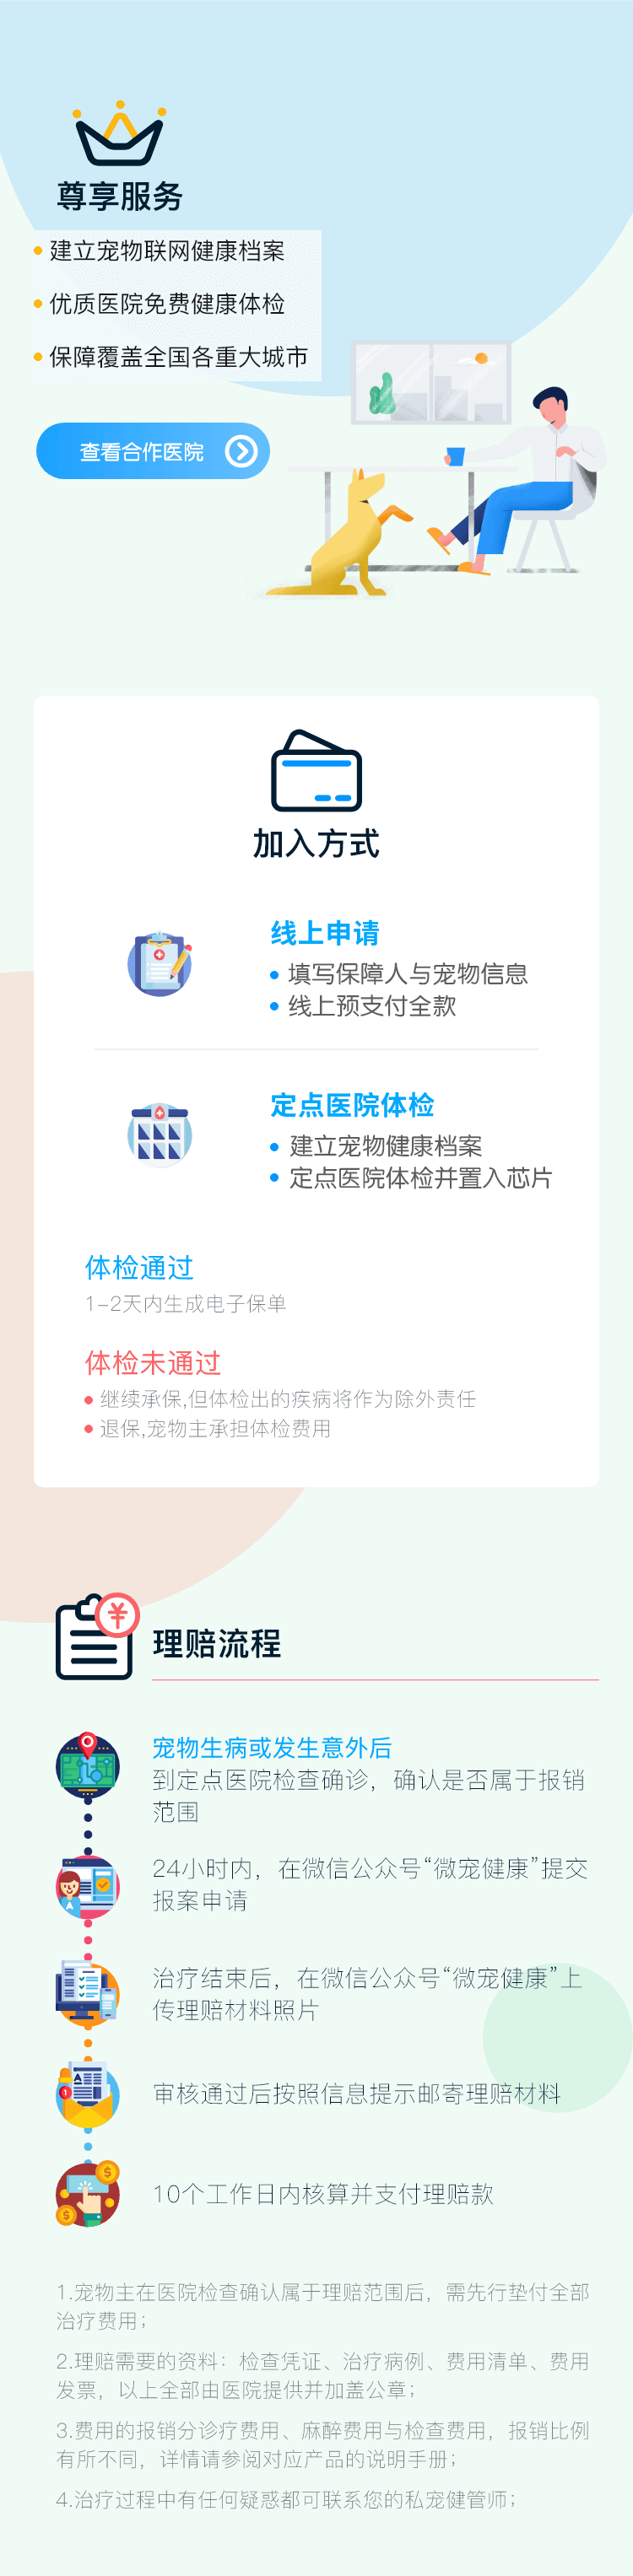 尊享服务
建立宠物联网健康档案
优质医院免费健康体检
保障覆盖全国各重大城市
查看合作医院
加入方式
线上申请
填写保障人与宠物信息
线上预支付全款
定点医院体检
建立宠物健康档案
定点医院体检并置入芯片
体检通过
1-2天内生成电子保单
体检未通过
继续承保,但体检出的疾病将作为除外责任
退保,宠物主承担体检费用
¥
理赔流程
宠物生病或发生意外后
到定点医院检查确诊，确认是否属于报销
范围
24小时内，在微信公众号“微宠健康”提交
报案申请
A
治疗结束后，在微信公众号“微宠健康”上
传理赔材料照片
A
1
审核通过后按照信息提示邮寄理赔材料
$
$
10个工作日内核算并支付理赔款
1.宠物主在医院检查确认属于理赔范围后，需先行垫付全部
治疗费用；
2.理赔需要的资料：检查凭证、治疗病例、费用清单、费用
发票，以上全部由医院提供并加盖公章；
3.费用的报销分诊疗费用、麻醉费用与检查费用，报销比例
有所不同，详情请参阅对应产品的说明手册；
4.治疗过程中有任何疑惑都可联系您的私宠健管师；